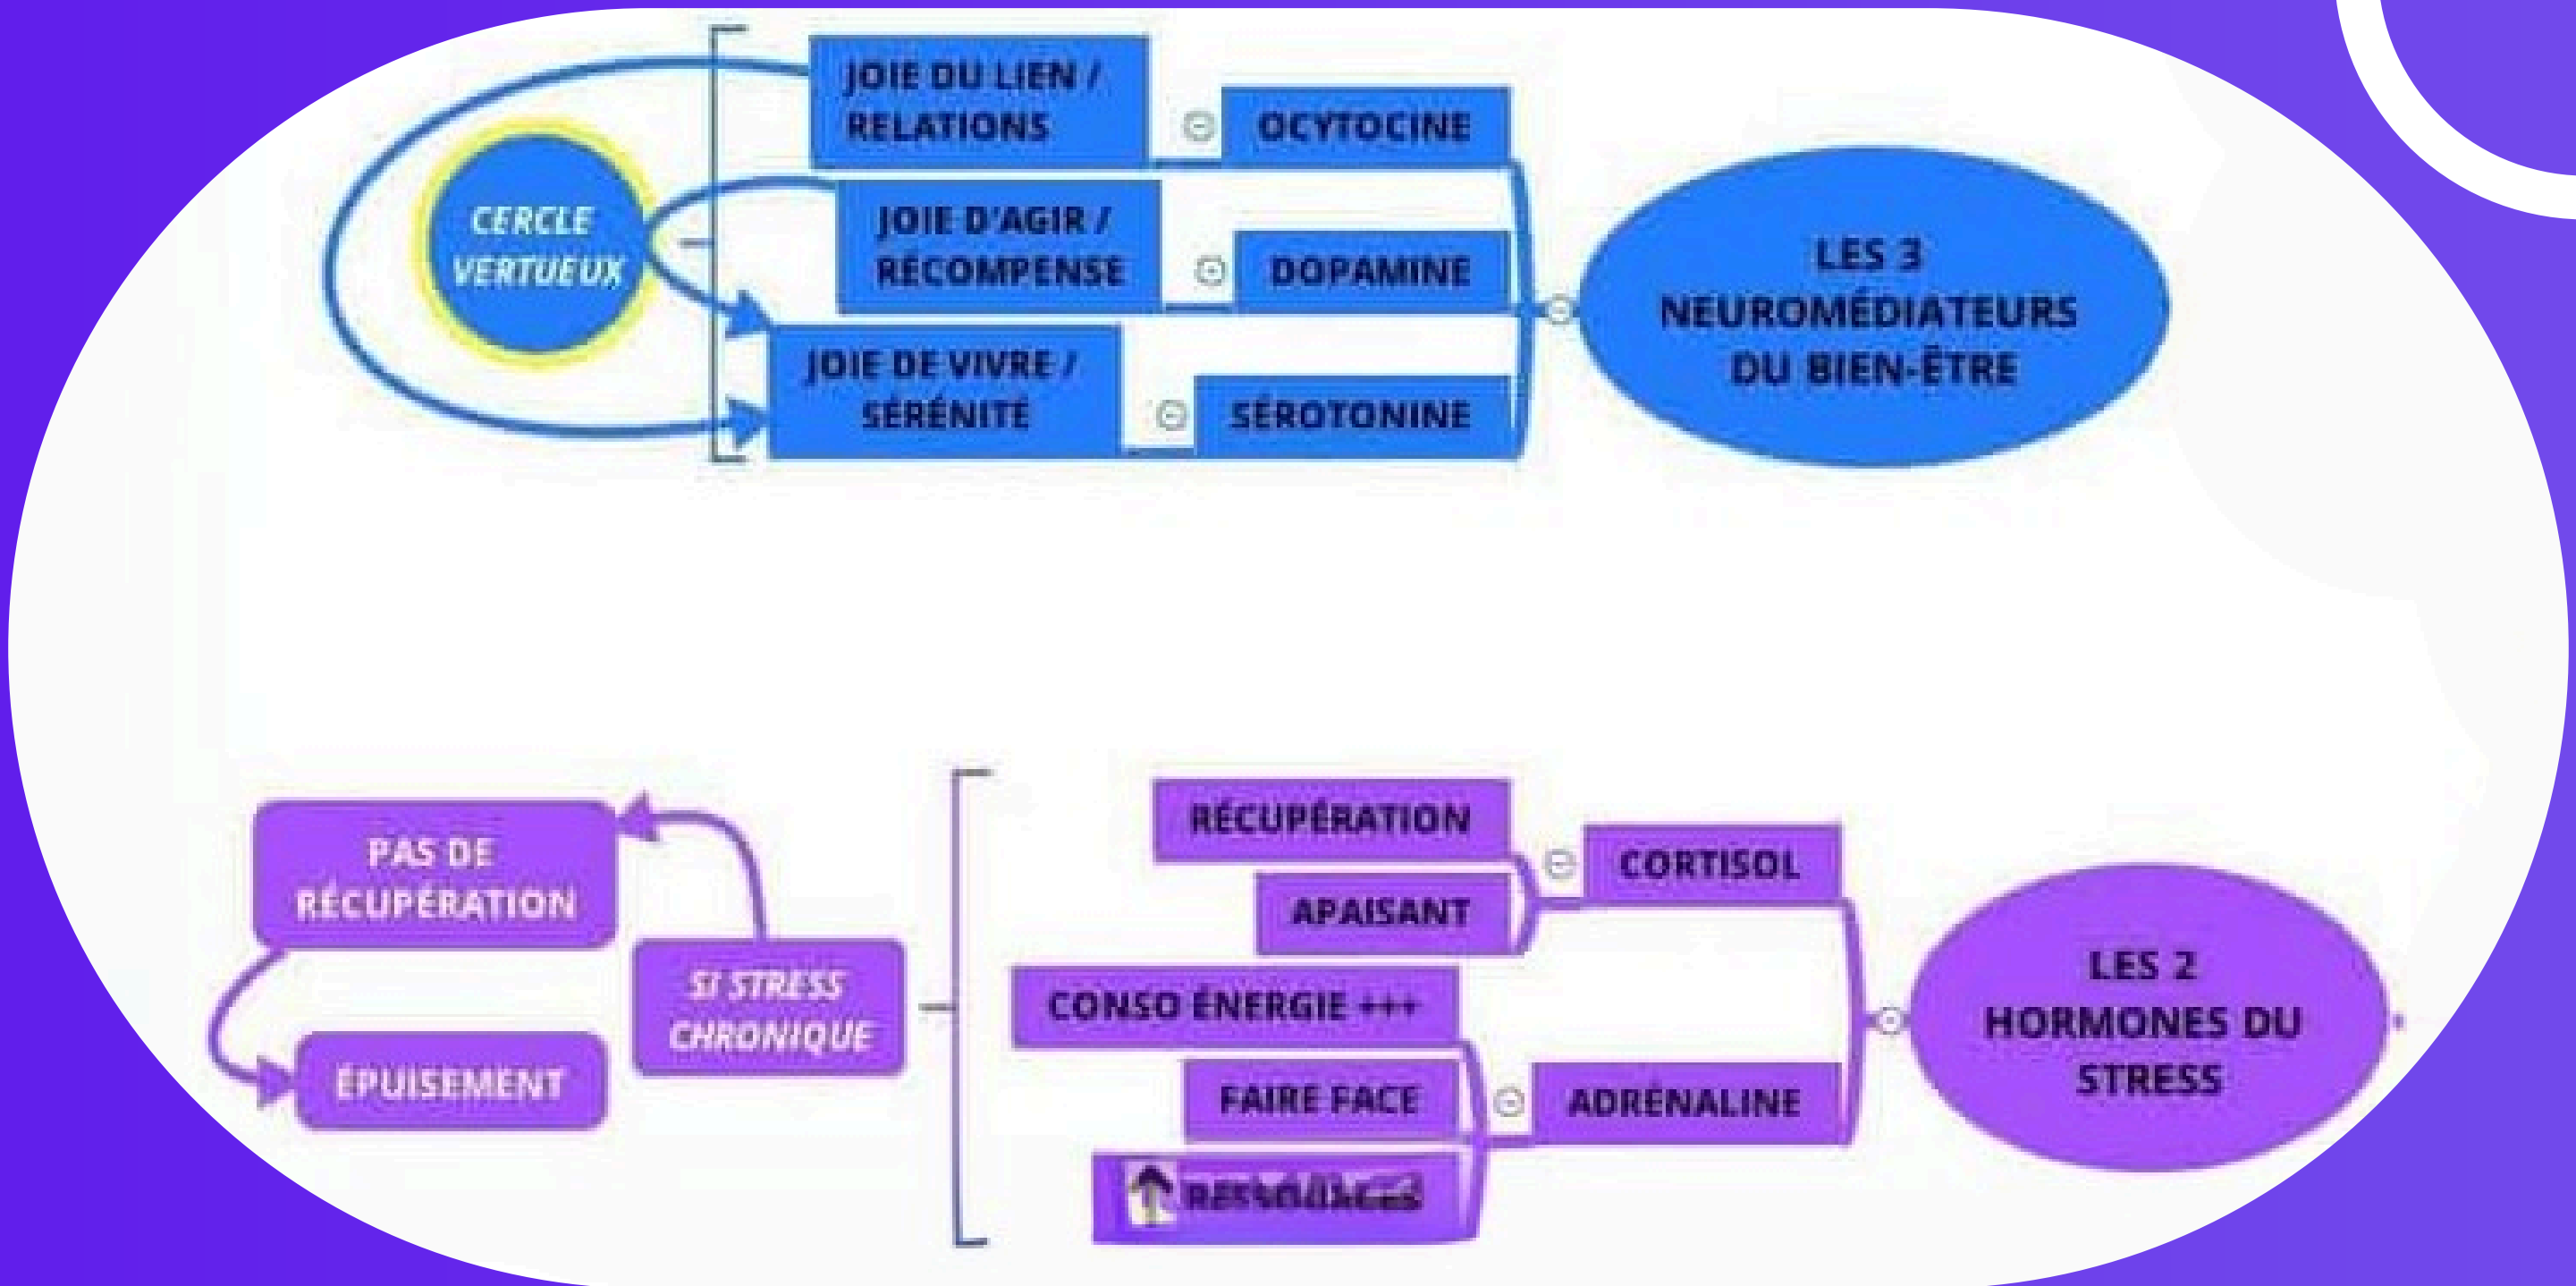 JOIE DU LIEN /
RELATIONS
OCYTOCINE
CERCLE
VERTUEUX
JOIE D'AGIR /
RÉCOMPENSE
DOPAMINE
JOIE DE VIVRE /
SÉRÉNITÉ
SÉROTONINE
LES 3
NEUROMÉDIATEURS
DU BIEN-ÊTRE
PAS DE
RÉCUPÉRATION
ÉPUISEMENT
SI STRESS
CHRONIQUE
RÉCUPÉRATION
APAISANT
CORTISOL
CONSO ÉNERGIE +++
FAIRE FACE
ADRÉNALINE
LES 2
HORMONES DU
STRESS